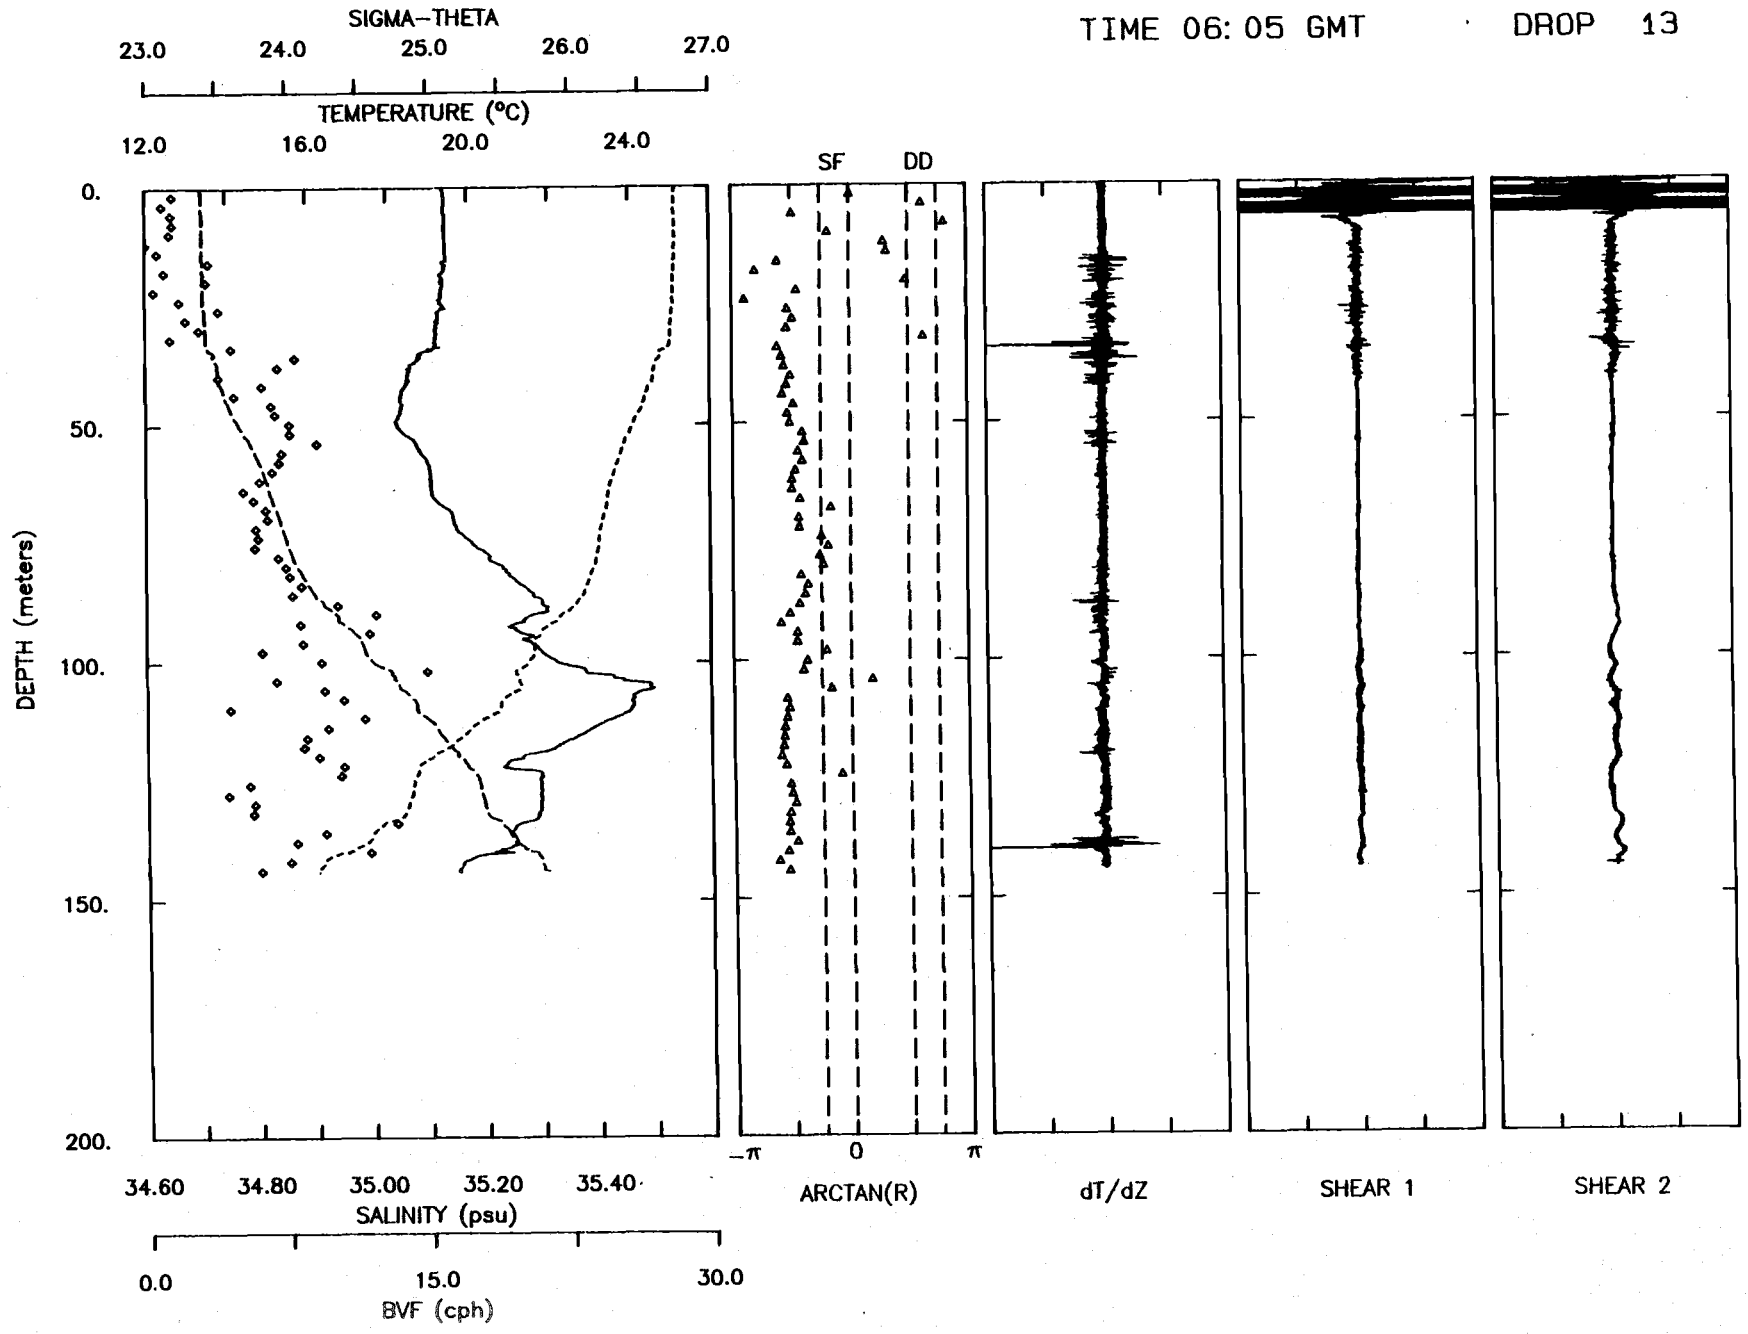 TIME 06:05 GMT DROP 13
SIGMA-THETA
23.0 24.0 25.0 26.0 27.0
TEMPERATURE (°C)
12.0 16.0 20.0 24.0
SF DD
0.
50.
100.
150.
200.
DEPTH (meters)
-π 0 π
34.60 34.80 35.00 35.20 35.40
SALINITY (psu)
ARCTAN(R) dT/dZ SHEAR 1 SHEAR 2
0.0 15.0 30.0
BVF (cph)